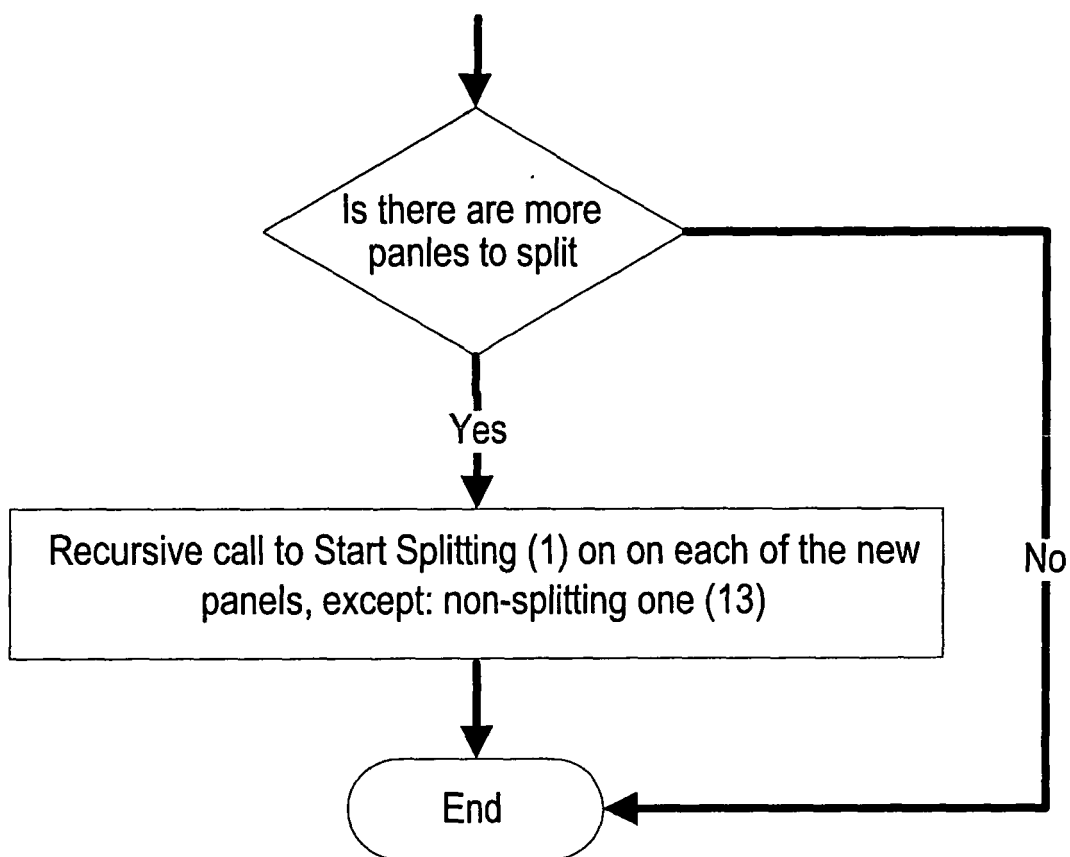 Is there are more
panles to split
Yes
Recursive call to Start Splitting (1) on on each of the new
panels, except: non-splitting one (13)
No
End